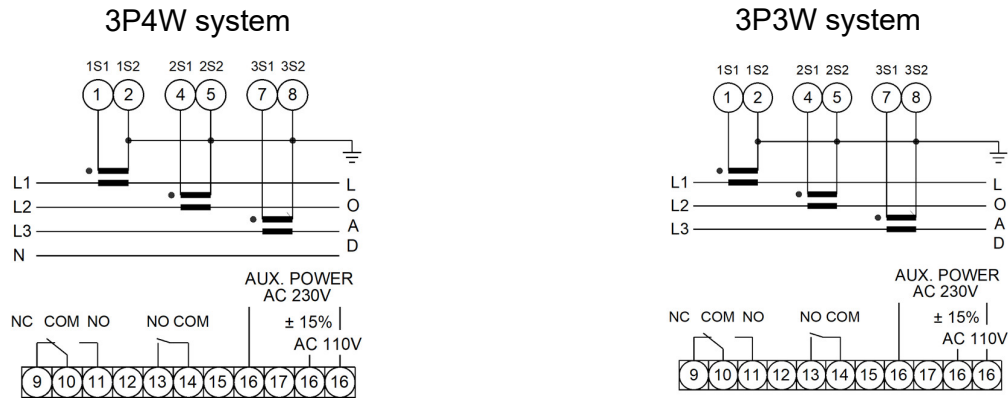 3P4W system
1S1 1S2 2S1 2S2 3S1 3S2
1 2 4 5 7 8
L1 L
L2 O
L3 A
N D
AUX. POWER
AC 230V
NC COM NO NO COM ± 15%
AC 110V
9 10 11 12 13 14 15 16 17 16 16
3P3W system
1S1 1S2 2S1 2S2 3S1 3S2
1 2 4 5 7 8
L1 L
L2 O
L3 A
D
AUX. POWER
AC 230V
NC COM NO NO COM ± 15%
AC 110V
9 10 11 12 13 14 15 16 17 16 16